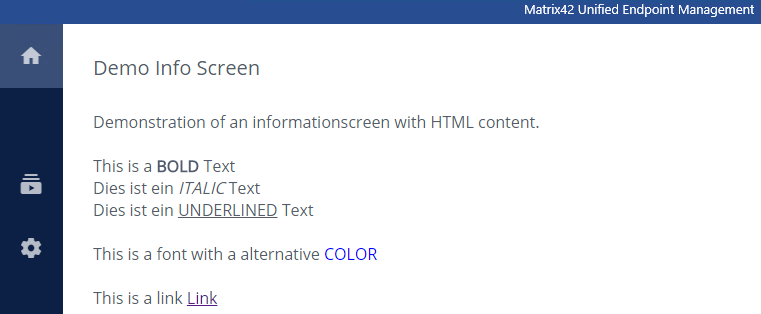 Matrix42 Unified Endpoint Management
Demo Info Screen
Demonstration of an informationscreen with HTML content.
This is a BOLD Text
Dies ist ein ITALIC Text
Dies ist ein UNDERLINED Text
This is a font with a alternative COLOR
This is a link Link